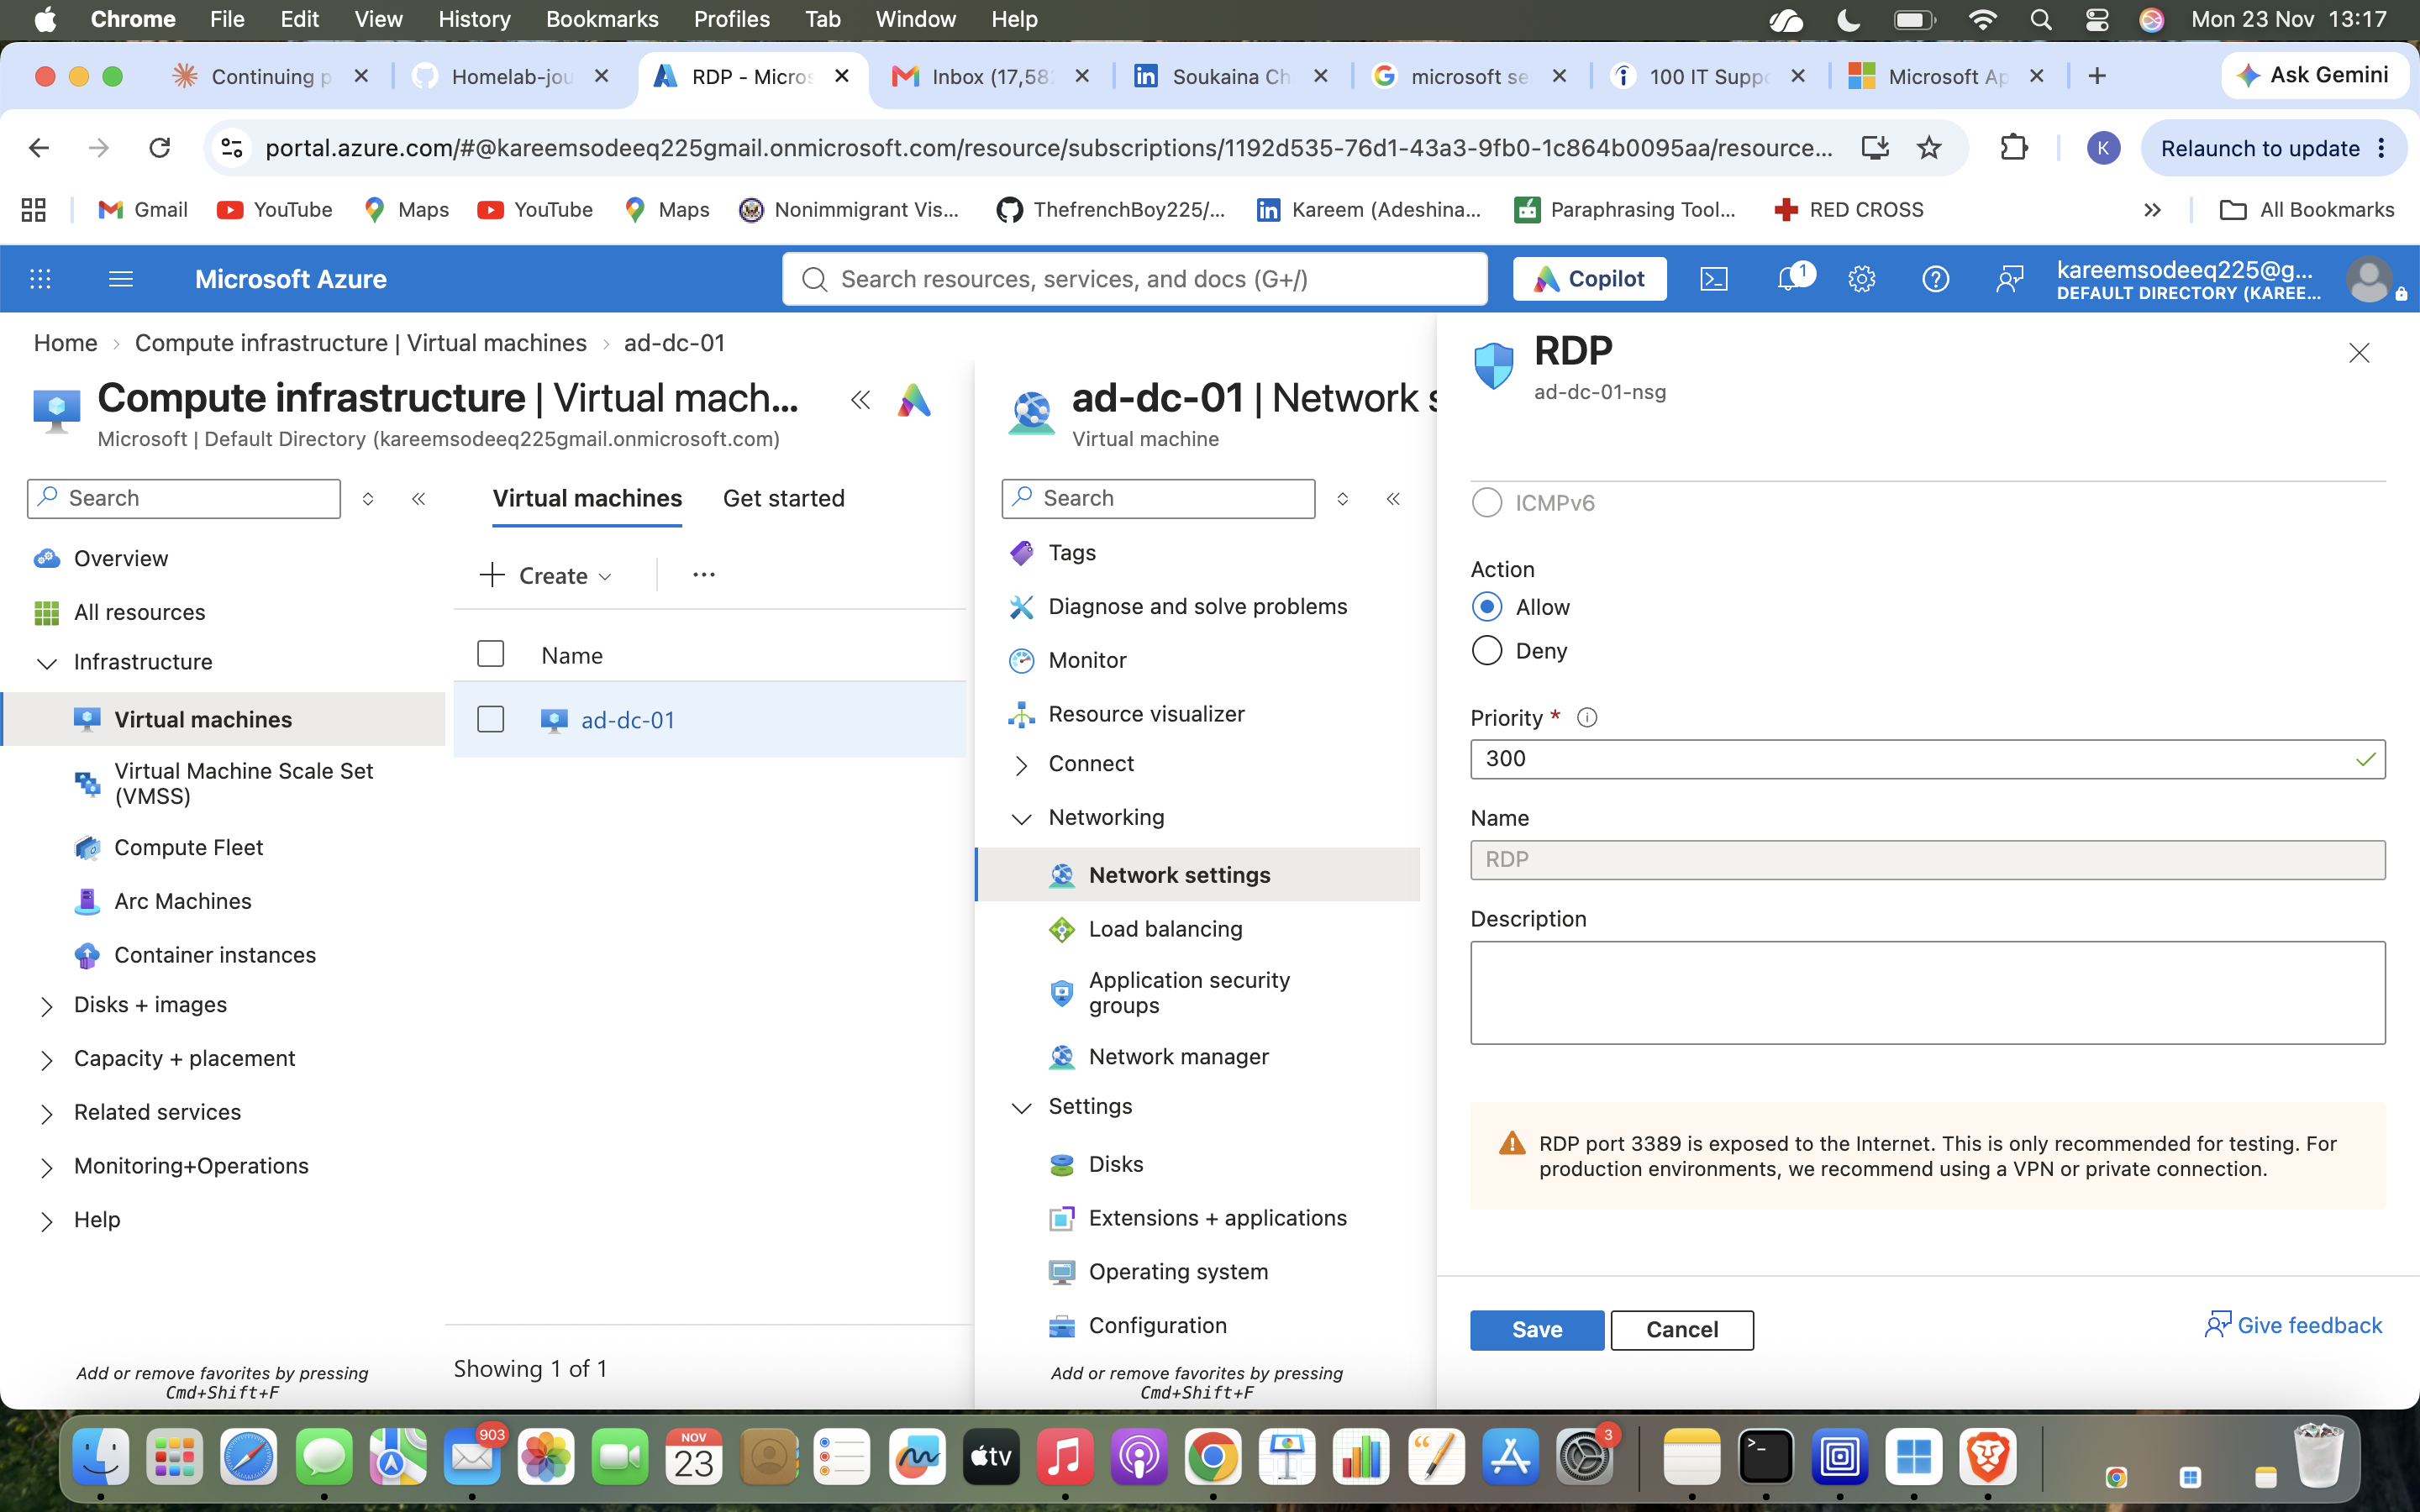 Chrome File Edit View History Bookmarks Profiles Tab Window Help Mon 23 Nov 13:17
Continuing p Homelab-jou RDP - Micros Inbox (17,58 Soukaina Ch microsoft se 100 IT Suppo Microsoft Ap Ask Gemini
portal.azure.com/#@kareemsodeeq225gmail.onmicrosoft.com/resource/subscriptions/1192d535-76d1-43a3-9fb0-1c864b0095aa/resource... K Relaunch to update
Gmail YouTube Maps YouTube Maps Nonimmigrant Vis... ThefrenchBoy225/... Kareem (Adeshina... Paraphrasing Tool... RED CROSS All Bookmarks
Microsoft Azure
Search resources, services, and docs (G+/)
Copilot
1
kareemsodeeq225@g...
DEFAULT DIRECTORY (KAREE...
Home > Compute infrastructure | Virtual machines > ad-dc-01
Compute infrastructure | Virtual mach...
Microsoft | Default Directory (kareemsodeeq225gmail.onmicrosoft.com)
Search
Overview
All resources
Infrastructure
Virtual machines
Virtual Machine Scale Set
(VMSS)
Compute Fleet
Arc Machines
Container instances
Disks + images
Capacity + placement
Related services
Monitoring+Operations
Help
Add or remove favorites by pressing
Cmd+Shift+F
Virtual machines Get started
Create
Name
ad-dc-01
Showing 1 of 1
ad-dc-01 | Network s
Virtual machine
Search
Tags
Diagnose and solve problems
Monitor
Resource visualizer
Connect
Networking
Network settings
Load balancing
Application security
groups
Network manager
Settings
Disks
Extensions + applications
Operating system
Configuration
Add or remove favorites by pressing
Cmd+Shift+F
RDP
ad-dc-01-nsg
ICMPv6
Action
Allow
Deny
Priority *
300
Name
RDP
Description
RDP port 3389 is exposed to the Internet. This is only recommended for testing. For
production environments, we recommend using a VPN or private connection.
Save Cancel
Give feedback
903
NOV
23
tv
3